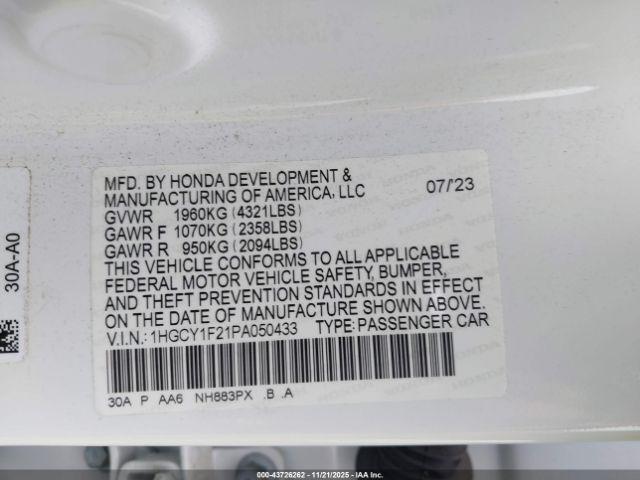 MFD. BY HONDA DEVELOPMENT &
MANUFACTURING OF AMERICA, LLC 07/'23
GVWR 1960KG (4321LBS)
GAWR F 1070KG (2358LBS)
GAWR R 950KG (2094LBS)
THIS VEHICLE CONFORMS TO ALL APPLICABLE
FEDERAL MOTOR VEHICLE SAFETY, BUMPER,
AND THEFT PREVENTION STANDARDS IN EFFECT
ON THE DATE OF MANUFACTURE SHOWN ABOVE.
V.I.N.:1HGCY1F21PA050433 TYPE:PASSENGER CAR
30A P AA6 NH883PX .B .A
30A-A0
000-43726262 - 11/21/2025 - IAAI.COM